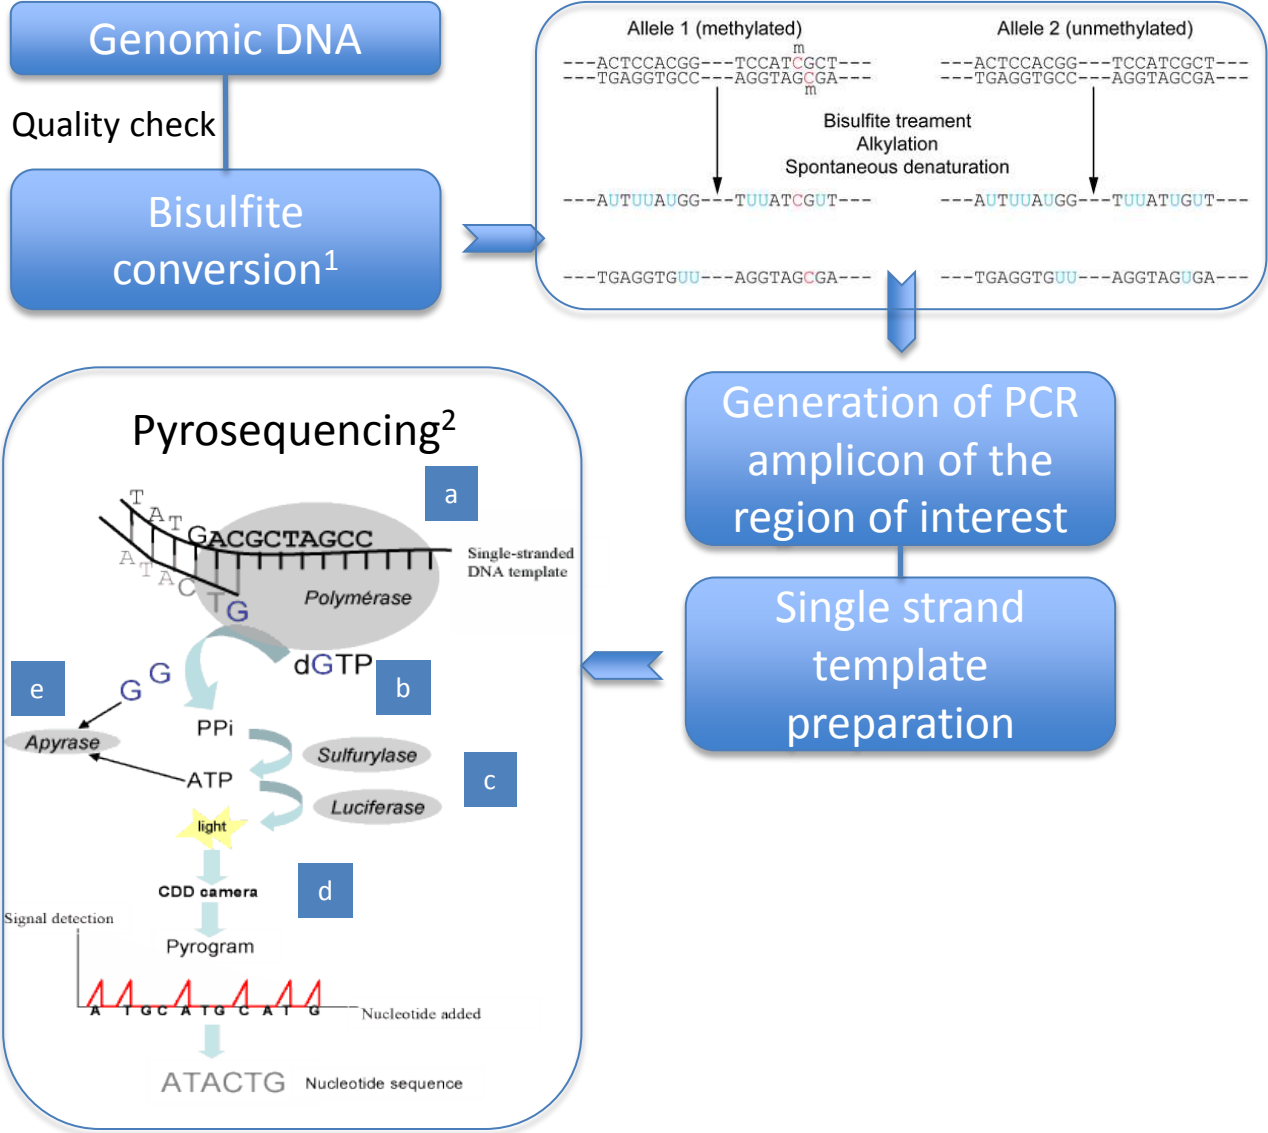 Genomic DNA
Quality check
Bisulfite
conversion¹
Allele 1 (methylated)
m
---ACTCCACGG---TCCATCGCT---
---TGAGGTGCC---AGGTAGCGA---
m
Allele 2 (unmethylated)
---ACTCCACGG---TCCATCGCT---
---TGAGGTGCC---AGGTAGCGA---
Bisulfite treament
Alkylation
Spontaneous denaturation
---AUTUUAUGG---TUUATCGUT---
---AUTUUAUGG---TUUATUGUT---
---TGAGGTGUU---AGGTAGCGA---
---TGAGGTGUU---AGGTAGUGA---
Generation of PCR
amplicon of the
region of interest
Single strand
template
preparation
Pyrosequencing²
a
TATGACGCTAGCC
Single-stranded
DNA template
ATACTG
Polymérase
dGTP
b
e
G G
Apyrase
PPi
Sulfurylase
ATP
c
Luciferase
light
CDD camera
d
Signal detection
Pyrogram
A T G C A T G C A T G
Nucleotide added
ATACTG Nucleotide sequence